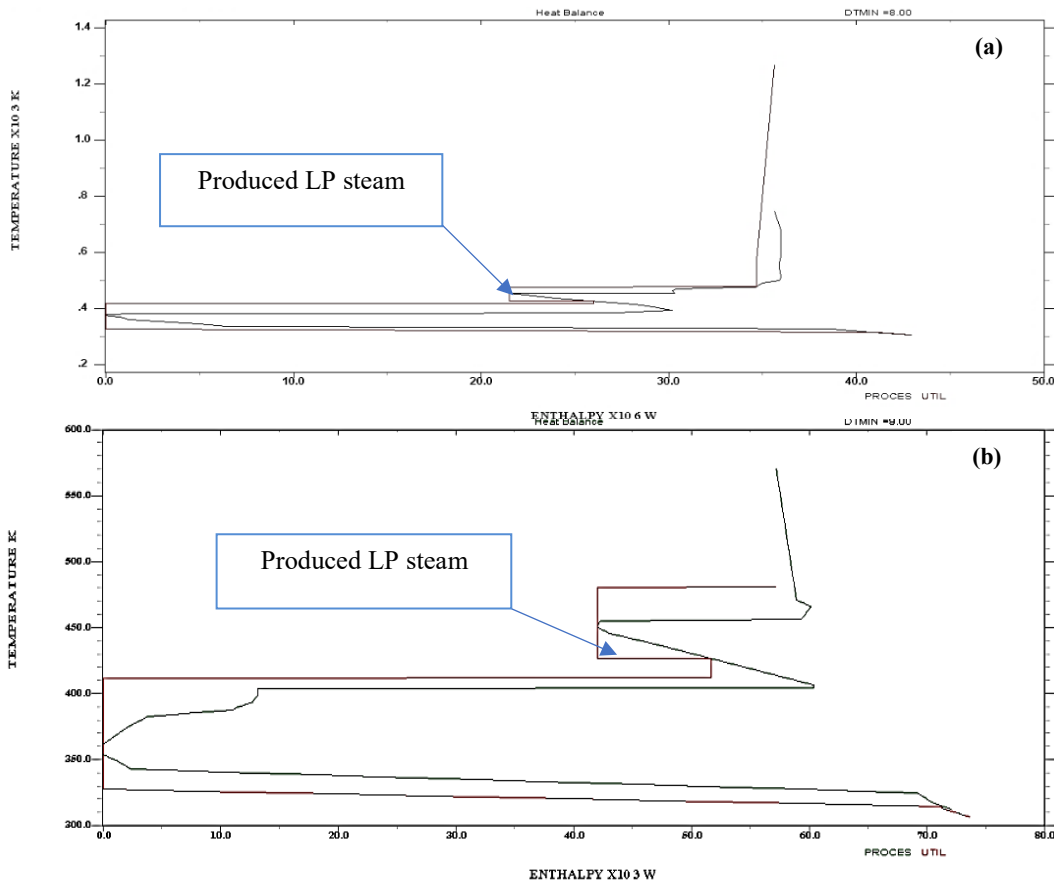 Heat Balance DTMIN =8.00
(a)
1.4
1.2
1.0
.8
.6
.4
.2
TEMPERATURE X10 3 K
Produced LP steam
0.0 10.0 20.0 30.0 40.0 50.0
PROCES UTIL
ENTHALPY X10 6 W
Heat Balance DTMIN =9.00
(b)
600.0
550.0
500.0
450.0
400.0
350.0
300.0
TEMPERATURE K
Produced LP steam
0.0 10.0 20.0 30.0 40.0 50.0 60.0 70.0 80.0
PROCES UTIL
ENTHALPY X10 3 W